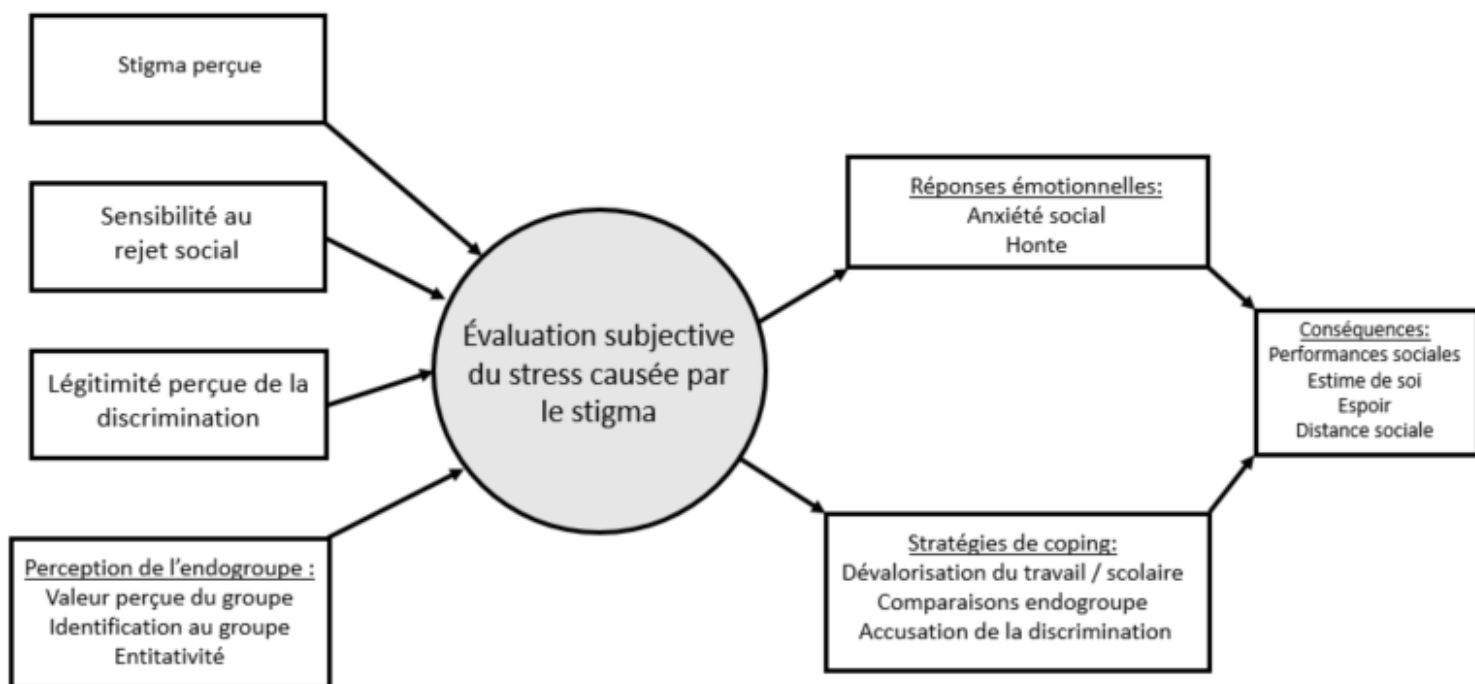 Stigma perçue
Sensibilité au
rejet social
Légitimité perçue de la
discrimination
Perception de l'endogroupe :
Valeur perçue du groupe
Identification au groupe
Entitativité
Évaluation subjective
du stress causée par
le stigma
Réponses émotionnelles:
Anxiété social
Honte
Stratégies de coping:
Dévalorisation du travail / scolaire
Comparaisons endogroupe
Accusation de la discrimination
Conséquences:
Performances sociales
Estime de soi
Espoir
Distance sociale